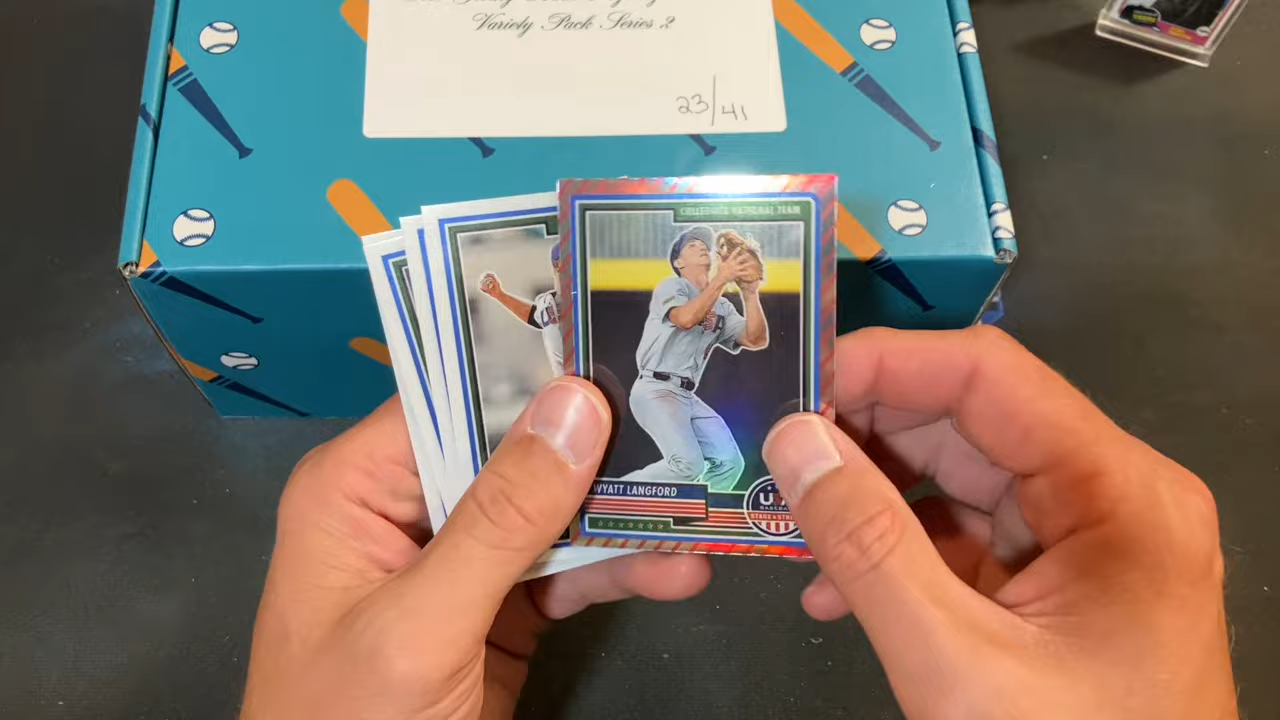 Variety Pack Series 2
23/41
COLLEGIATE NATIONAL TEAM
WYATT LANGFORD
USA
BASEBALL
STARS & STRIPES